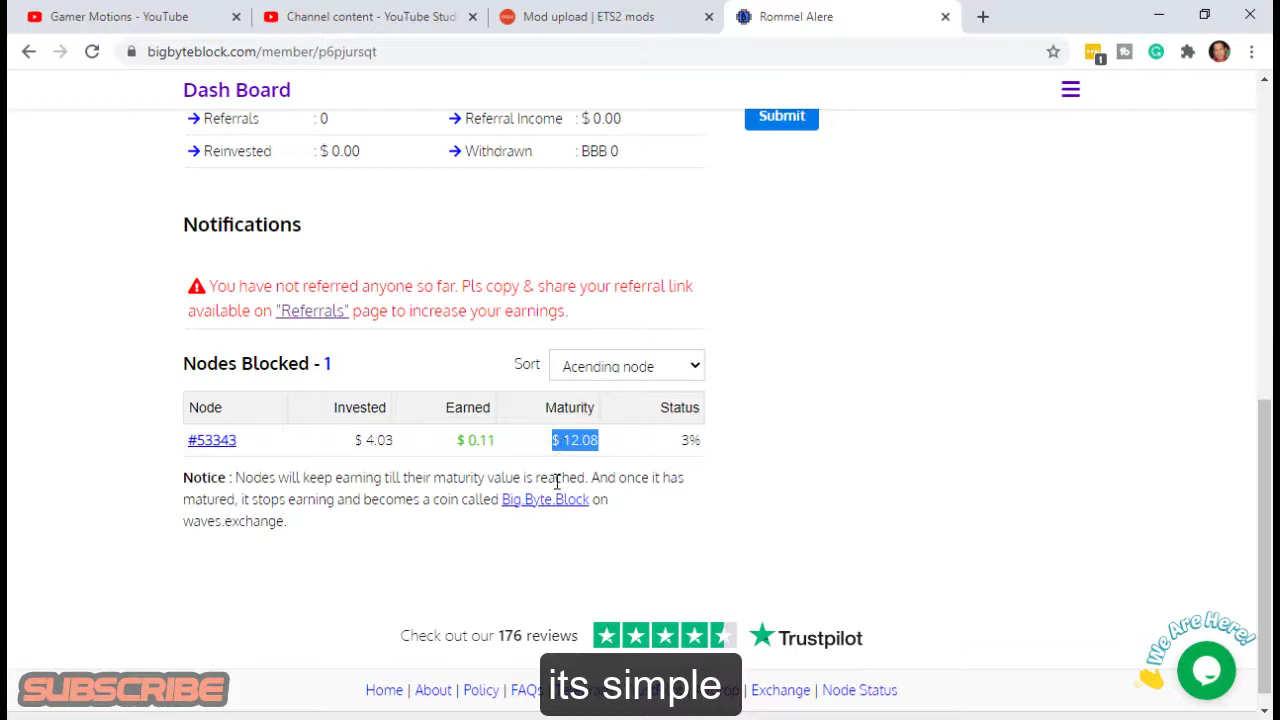 Gamer Motions - YouTube
Channel content - YouTube Stud
Mod upload | ETS2 mods
Rommel Alere
bigbyteblock.com/member/p6pjursqt
1
Dash Board
Referrals : 0 Referral Income : $ 0.00
Submit
Reinvested : $ 0.00 Withdrawn : BBB 0
Notifications
You have not referred anyone so far. Pls copy & share your referral link
available on "Referrals" page to increase your earnings.
Nodes Blocked - 1 Sort Acending node
Node Invested Earned Maturity Status
#53343 $ 4.03 $ 0.11 $ 12.08 3%
Notice : Nodes will keep earning till their maturity value is reached. And once it has
matured, it stops earning and becomes a coin called Big.Byte.Block on
waves.exchange.
Check out our 176 reviews Trustpilot
We Are Here!
SUBSCRIBE
its simple
Home | About | Policy | FAQs
Exchange | Node Status